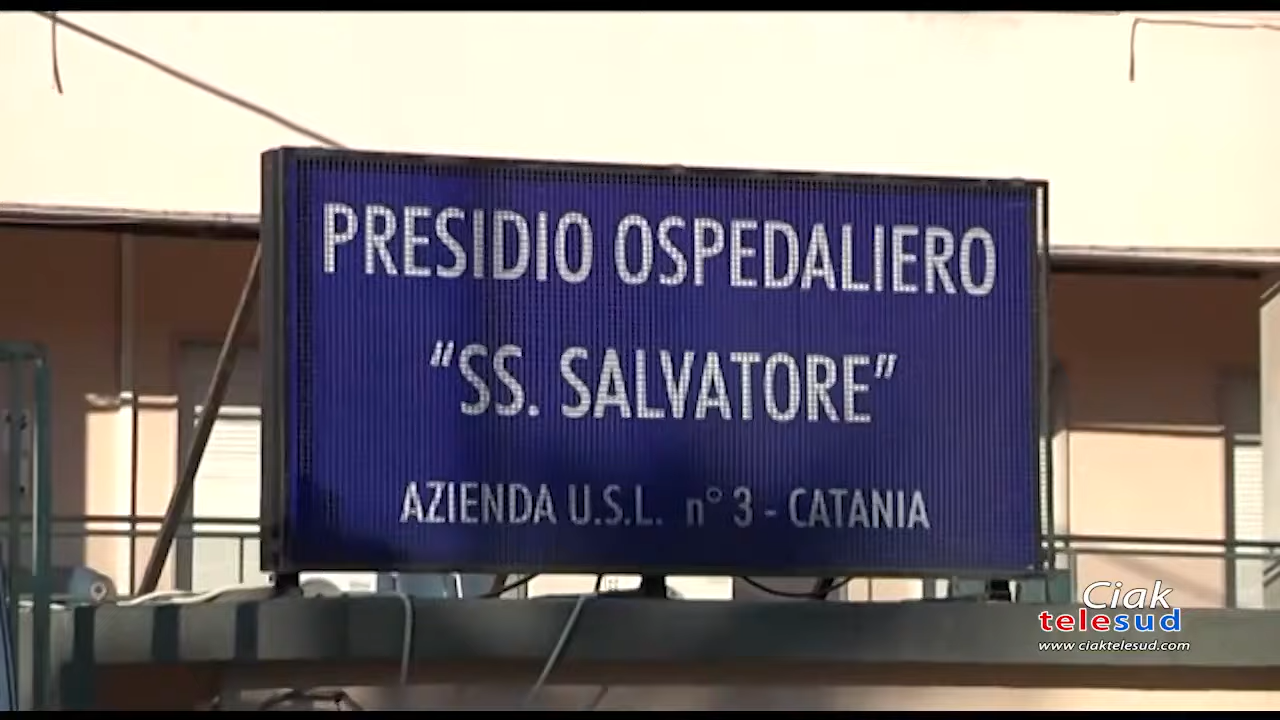 PRESIDIO OSPEDALIERO
“SS. SALVATORE”
AZIENDA U.S.L. n° 3 - CATANIA
Ciak
telesud
www.ciaktelesud.com